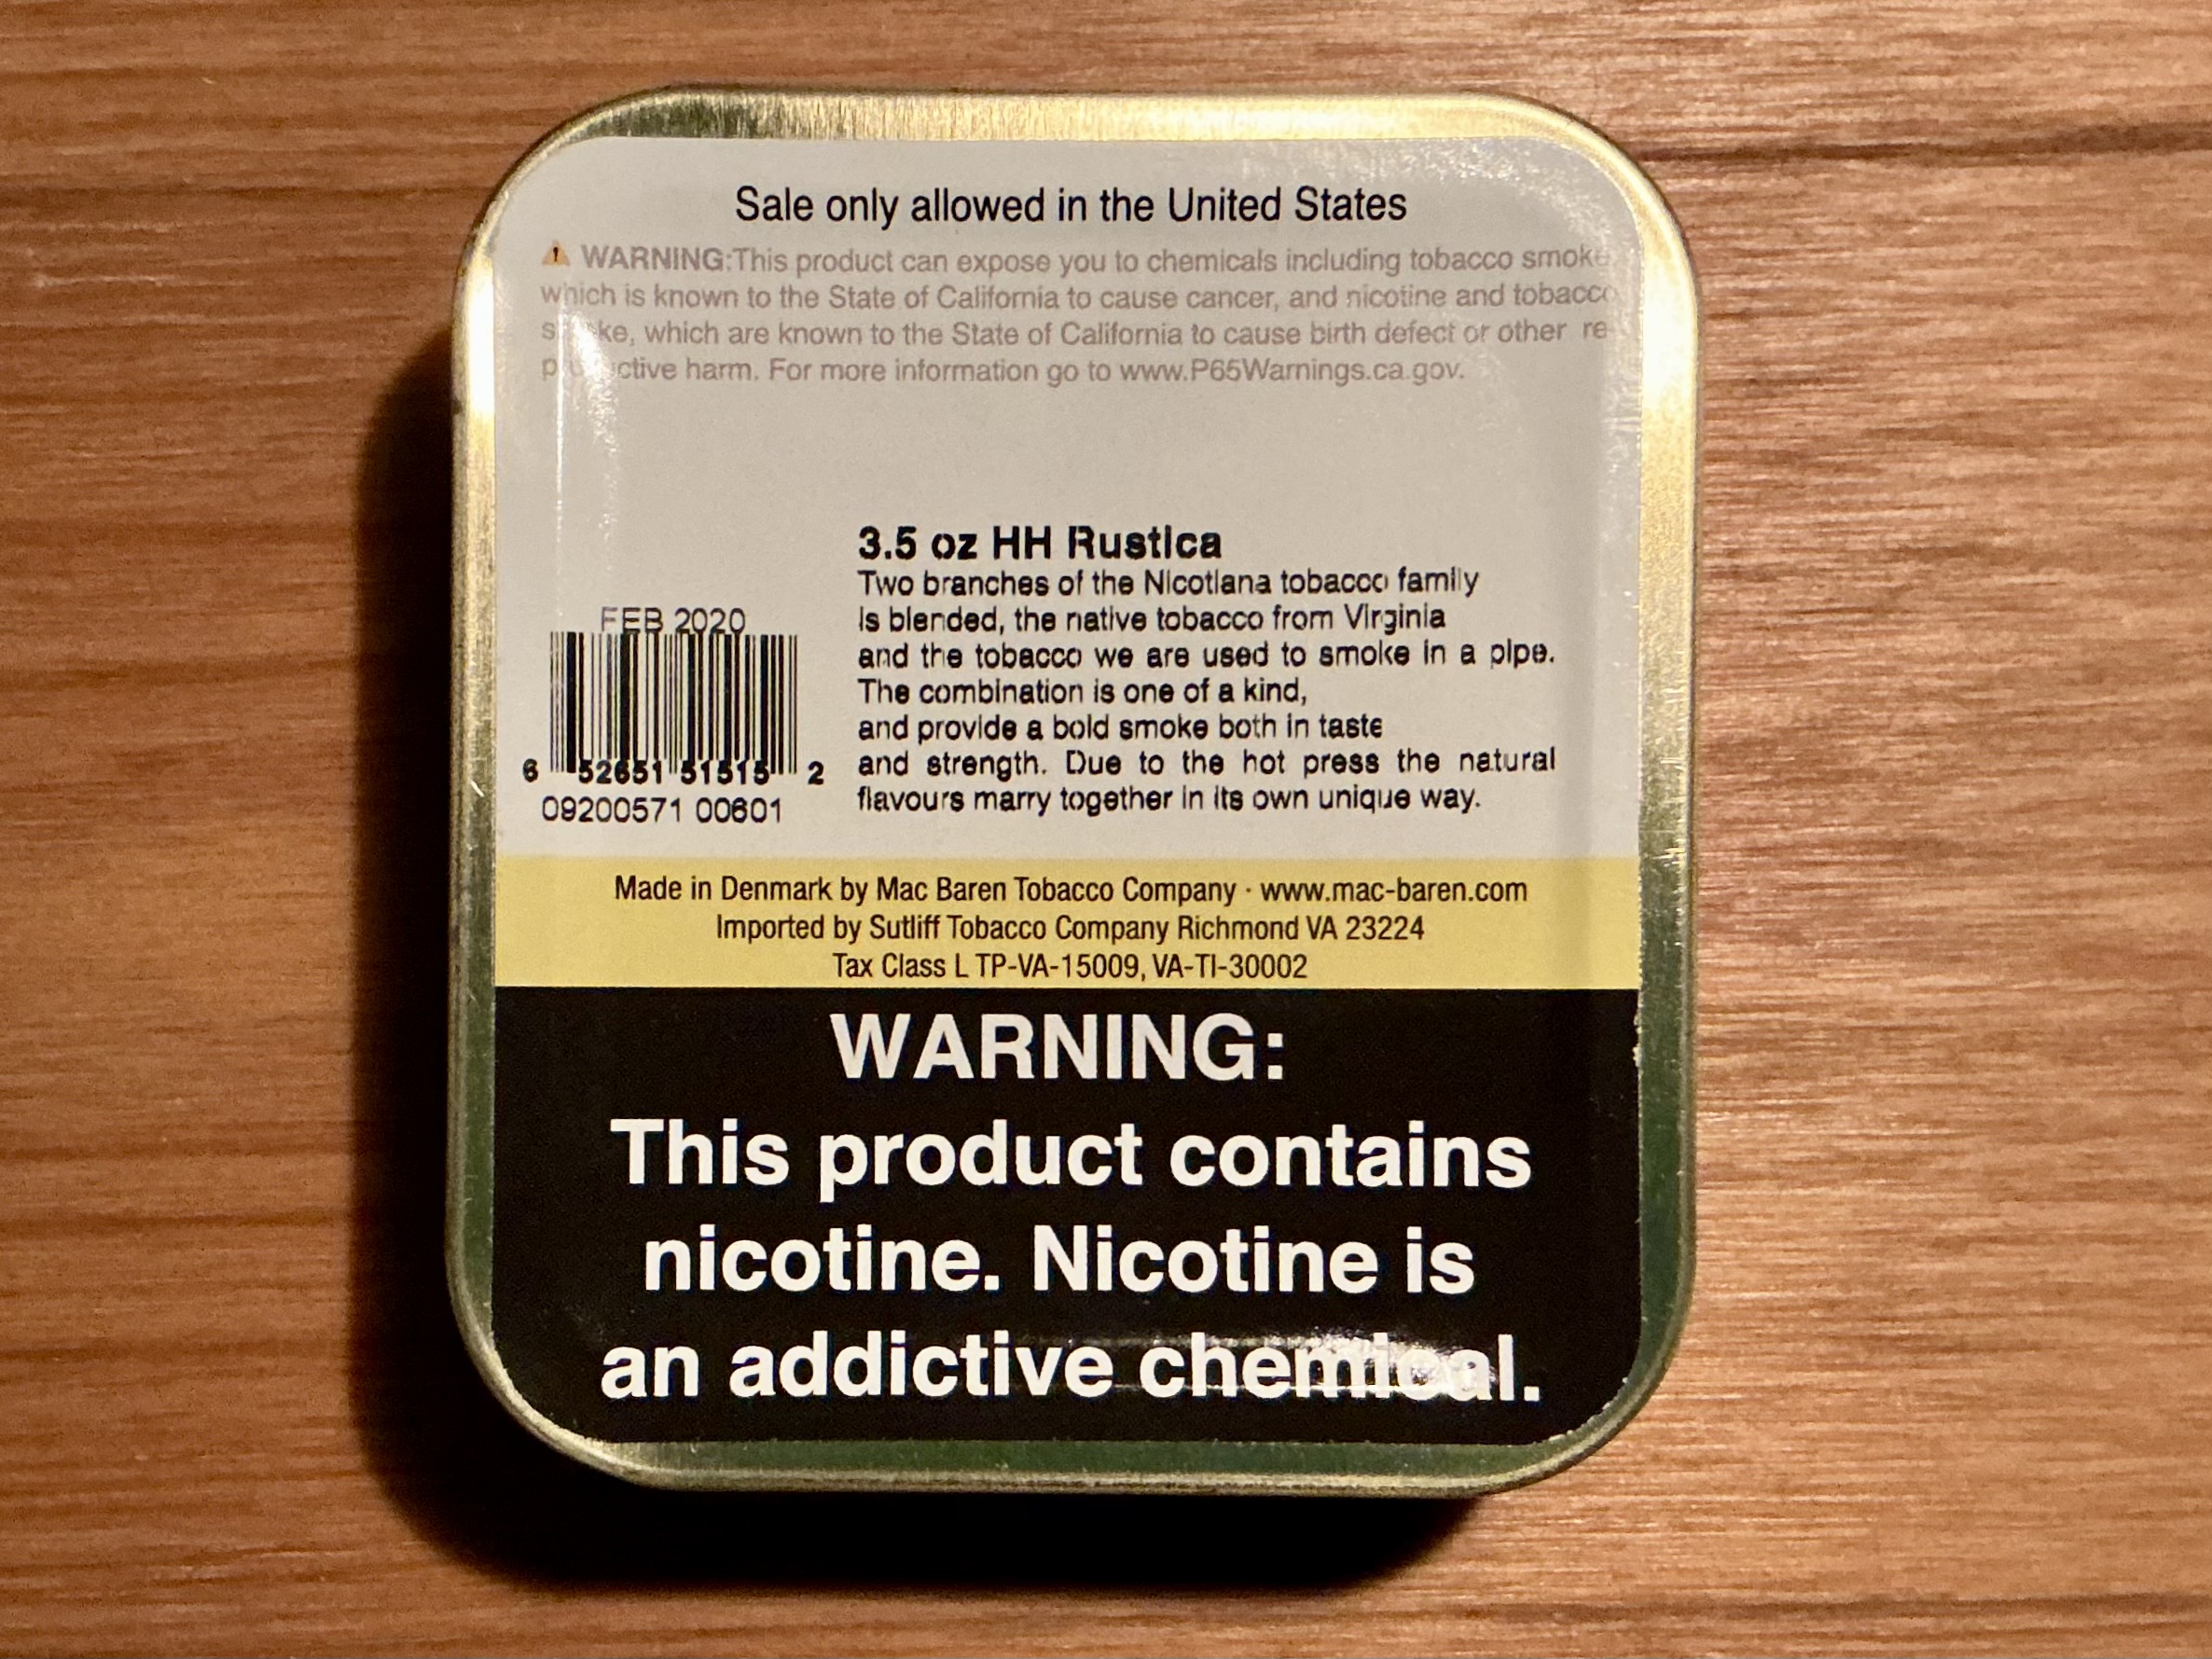 Sale only allowed in the United States
⚠ WARNING:This product can expose you to chemicals including tobacco smoke
which is known to the State of California to cause cancer, and nicotine and tobacco
smoke, which are known to the State of California to cause birth defect or other re-
productive harm. For more information go to www.P65Warnings.ca.gov.
3.5 oz HH Rustica
Two branches of the Nicotiana tobacco family
is blended, the native tobacco from Virginia
and the tobacco we are used to smoke in a pipe.
The combination is one of a kind,
and provide a bold smoke both in taste
and strength. Due to the hot press the natural
flavours marry together in its own unique way.
FEB 2020
6 52651 51515 2
09200571 00601
Made in Denmark by Mac Baren Tobacco Company · www.mac-baren.com
Imported by Sutliff Tobacco Company Richmond VA 23224
Tax Class L TP-VA-15009, VA-TI-30002
WARNING:
This product contains
nicotine. Nicotine is
an addictive chemical.